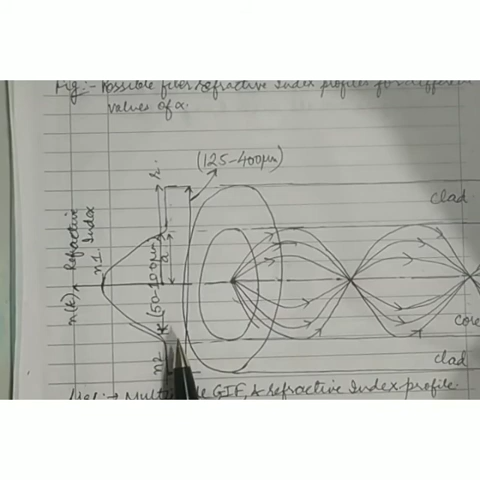 Fig:- Possible fiber refractive Index profiles for different
values of α.
(125-400μm)
r.
clad
n(r) → Refractive
Index
n1
(50-100μm)
a
n2
core
clad
Multi GIF, & refractive Index profile.